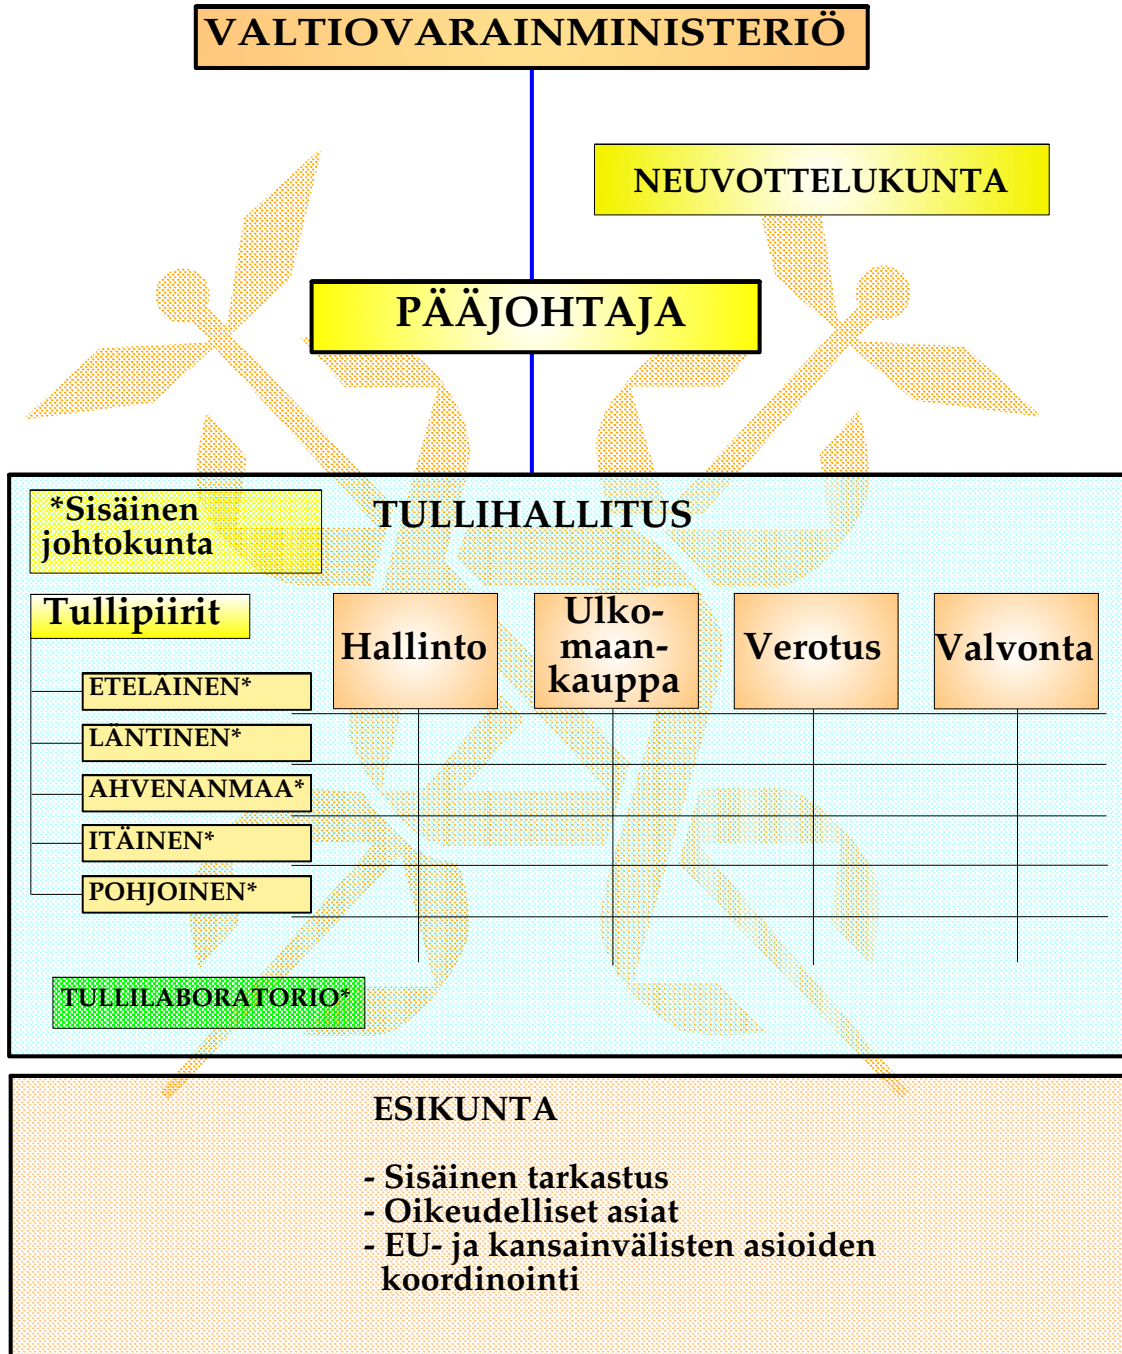 VALTIOVARAINMINISTERIÖ
NEUVOTTELUKUNTA
PÄÄJOHTAJA
TULLIHALLITUS
*Sisäinen
johtokunta
Tullipiirit
Hallinto
Ulko-
maan-
kauppa
Verotus
Valvonta
ETELÄINEN*
LÄNTINEN*
AHVENANMAA*
ITÄINEN*
POHJOINEN*
TULLILABORATORIO*
ESIKUNTA
- Sisäinen tarkastus
- Oikeudelliset asiat
- EU- ja kansainvälisten asioiden
koordinointi